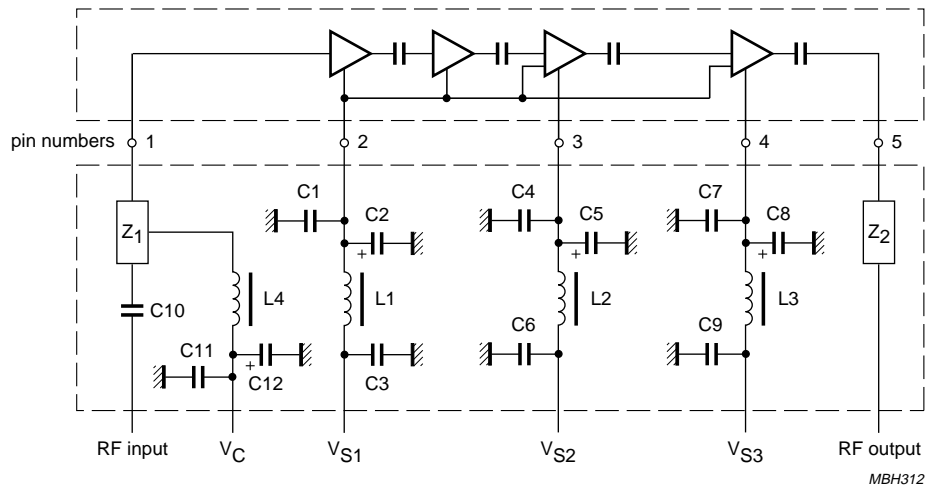 pin numbers 1 2 3 4 5
C1 C4 C7
C2 C5 C8
Z1 Z2
+ + +
C10 L4 L1 L2 L3
C11 C6 C9
+
C12 C3
RF input VC VS1 VS2 VS3 RF output
MBH312